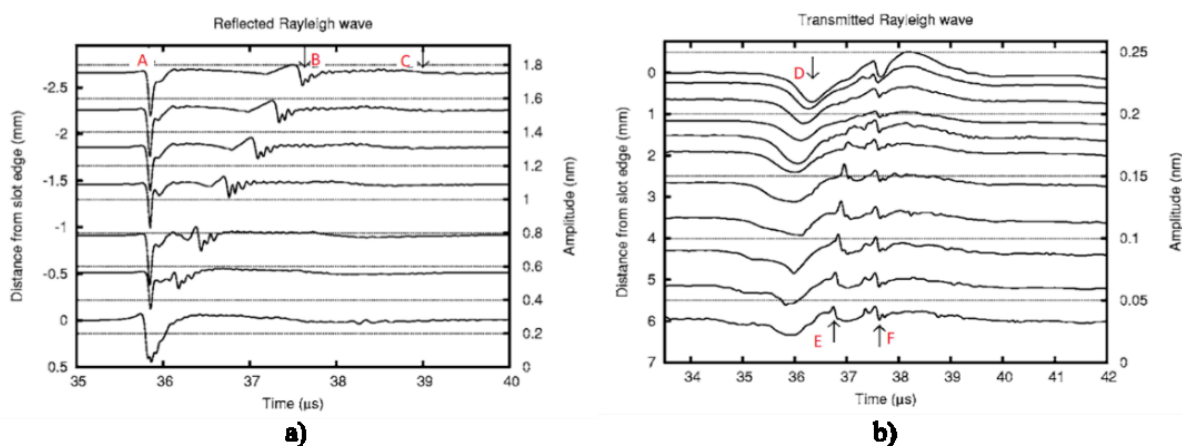 Reflected Rayleigh wave
Distance from slot edge (mm)
-2.5
-2
-1.5
-1
-0.5
0
0.5
A
B
C
1.8
1.6
1.4
1.2
1
0.8
0.6
0.4
0.2
0
Amplitude (nm)
35 36 37 38 39 40
Time (μs)
a)
Transmitted Rayleigh wave
Distance from slot edge (mm)
0
1
2
3
4
5
6
7
D
E
F
0.25
0.2
0.15
0.1
0.05
0
Amplitude (nm)
34 35 36 37 38 39 40 41 42
Time (μs)
b)